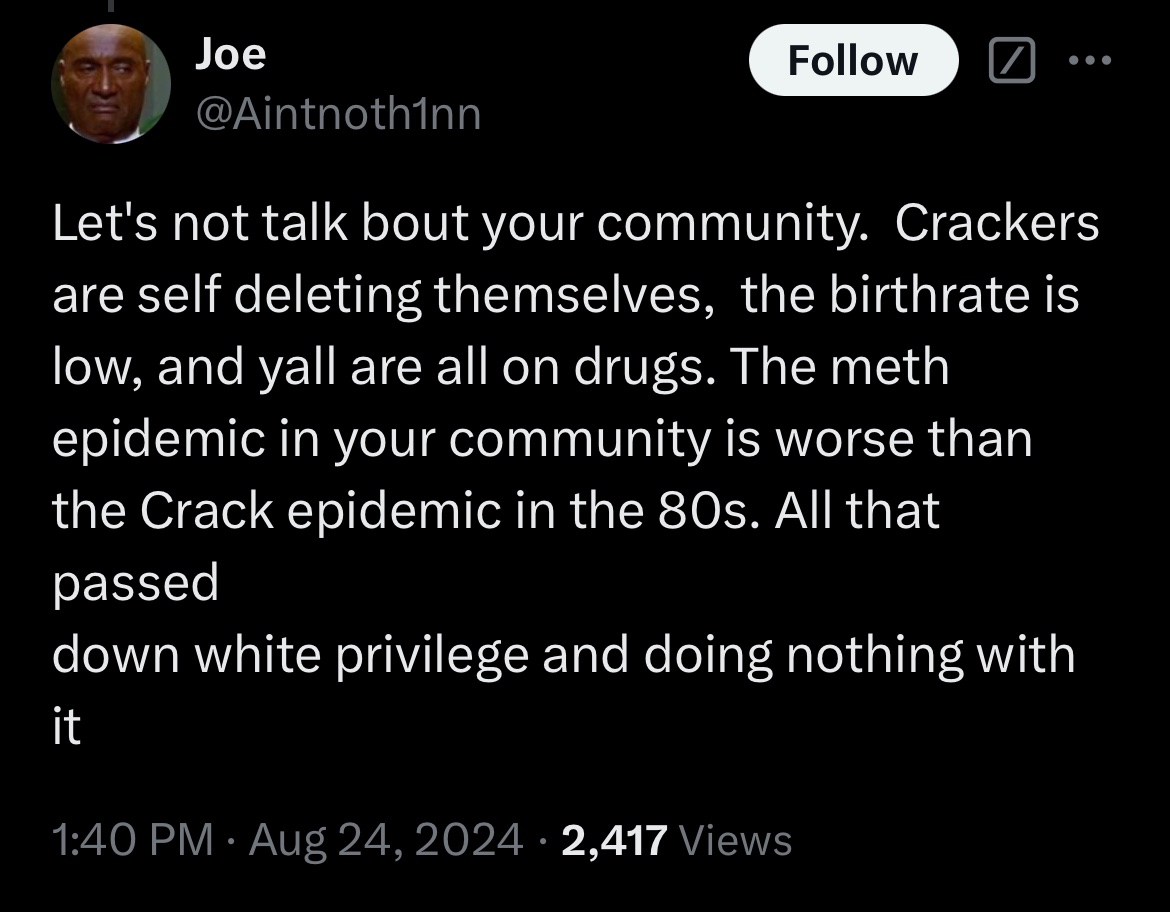 Joe
Follow
@Aintnoth1nn
Let's not talk bout your community.  Crackers
are self deleting themselves,  the birthrate is
low, and yall are all on drugs. The meth
epidemic in your community is worse than
the Crack epidemic in the 80s. All that
passed
down white privilege and doing nothing with
it
1:40 PM · Aug 24, 2024 · 2,417 Views